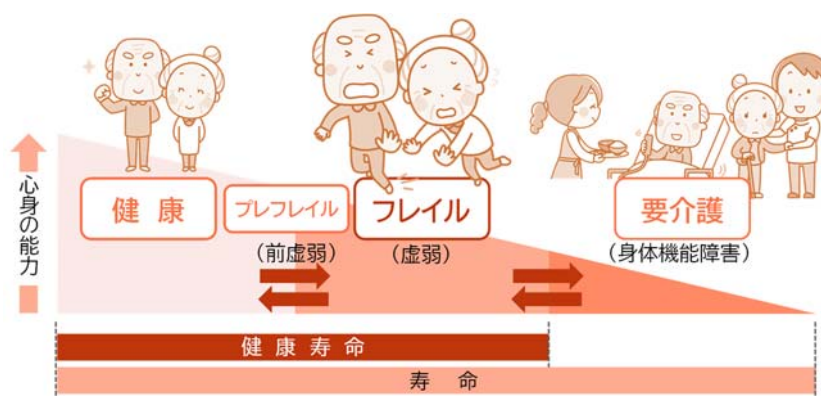 心身の能力
健康
プレフレイル
フレイル
要介護
（前虚弱）
（虚弱）
（身体機能障害）
健康寿命
寿命